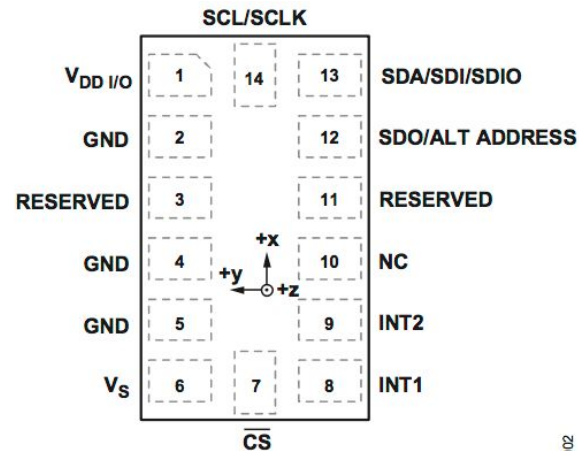 SCL/SCLK
V DD I/O 1 14 13 SDA/SDI/SDIO
GND 2 12 SDO/ALT ADDRESS
RESERVED 3 11 RESERVED
+x
GND 4 10 NC
+y +z
GND 5 9 INT2
VS 6 7 8 INT1
CS